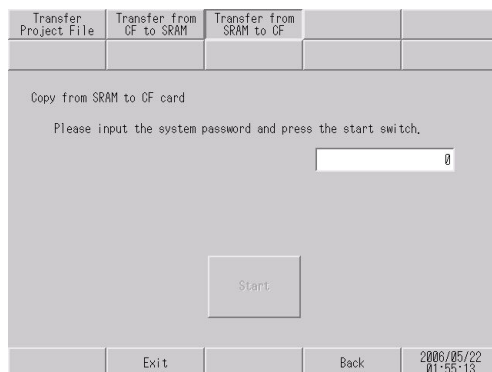 Transfer Project File
Transfer from CF to SRAM
Transfer from SRAM to CF
Copy from SRAM to CF card
Please input the system password and press the start switch.
0
Start
Exit
Back
2006/05/22
01:55:13